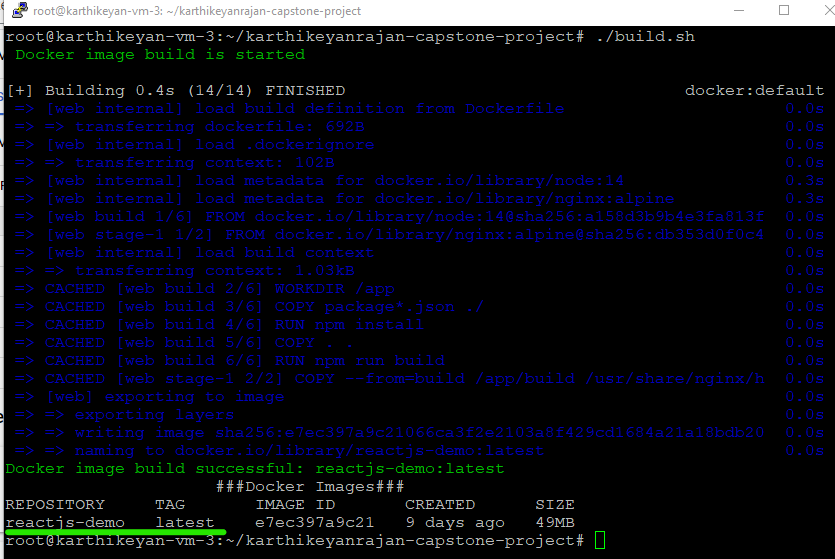 root@karthikeyan-vm-3: ~/karthikeyanrajan-capstone-project
root@karthikeyan-vm-3:~/karthikeyanrajan-capstone-project# ./build.sh
Docker image build is started
[+] Building 0.4s (14/14) FINISHED docker:default
=> [web internal] load build definition from Dockerfile 0.0s
=> => transferring dockerfile: 692B 0.0s
=> [web internal] load .dockerignore 0.0s
=> => transferring context: 102B 0.0s
=> [web internal] load metadata for docker.io/library/node:14 0.3s
=> [web internal] load metadata for docker.io/library/nginx:alpine 0.3s
=> [web build 1/6] FROM docker.io/library/node:14@sha256:a158d3b9b4e3fa813f 0.0s
=> [web stage-1 1/2] FROM docker.io/library/nginx:alpine@sha256:db353d0f0c4 0.0s
=> [web internal] load build context 0.0s
=> => transferring context: 1.03kB 0.0s
=> CACHED [web build 2/6] WORKDIR /app 0.0s
=> CACHED [web build 3/6] COPY package*.json ./ 0.0s
=> CACHED [web build 4/6] RUN npm install 0.0s
=> CACHED [web build 5/6] COPY . . 0.0s
=> CACHED [web build 6/6] RUN npm run build 0.0s
=> CACHED [web stage-1 2/2] COPY --from=build /app/build /usr/share/nginx/h 0.0s
=> [web] exporting to image 0.0s
=> => exporting layers 0.0s
=> => writing image sha256:e7ec397a9c21066ca3f2e2103a8f429cd1684a21a18bdb20 0.0s
=> => naming to docker.io/library/reactjs-demo:latest 0.0s
Docker image build successful: reactjs-demo:latest
###Docker Images###
REPOSITORY TAG IMAGE ID CREATED SIZE
reactjs-demo latest e7ec397a9c21 9 days ago 49MB
root@karthikeyan-vm-3:~/karthikeyanrajan-capstone-project#